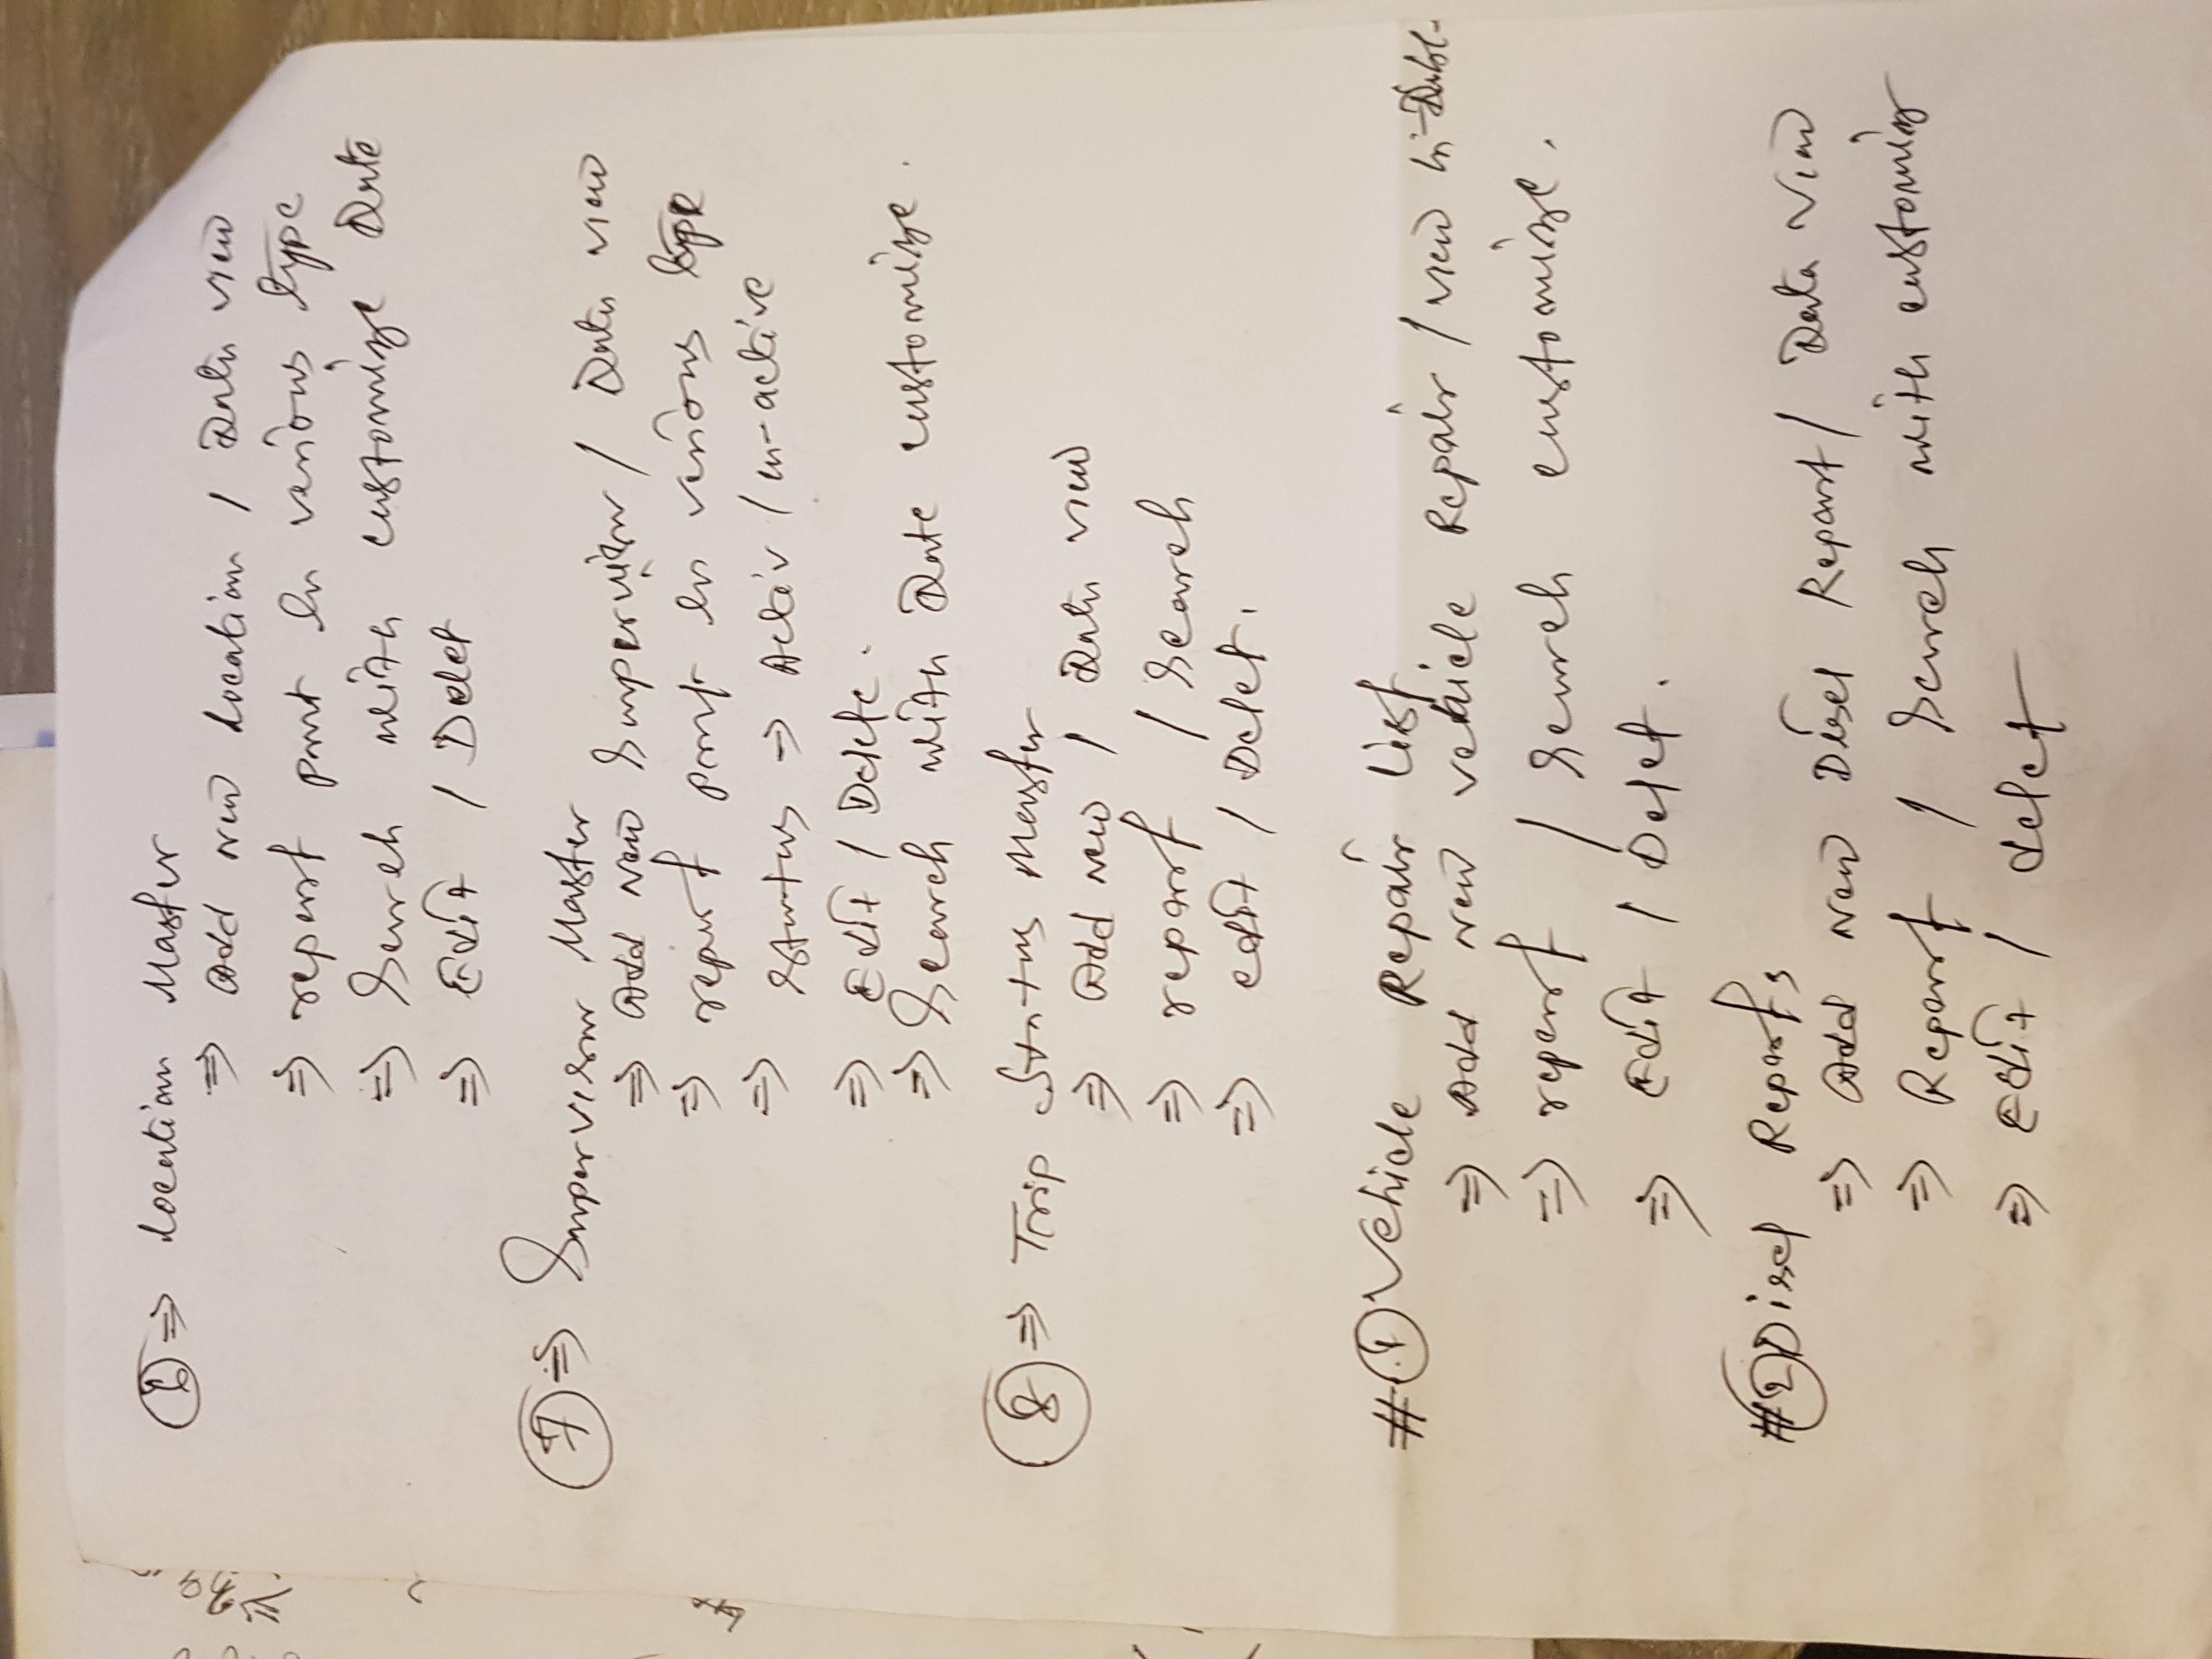 6 ⇒ Location Master
⇒ Add New Location / Data view
⇒ report print in various type
⇒ Search with customize Date
⇒ Edit / Delet
7 ⇒ Supervisor Master
⇒ Add New Supervisor / Data view
⇒ report print in various type
⇒ Status → Activ / in-active
⇒ Edit / Delete.
⇒ Search with Date customize.
8 ⇒ Trip Status Master
⇒ Add new / Data view
⇒ report / Search
⇒ edit / Delet.
# 1 Vehicle Repair List.
⇒ Add New vehicle Repair / view in
⇒ report / Search customize.
⇒ Edit / Delet.
# 2 Disel Reports
⇒ Add New Disel Report / Data View
⇒ Report / Search with customiz
⇒ Edit / delet